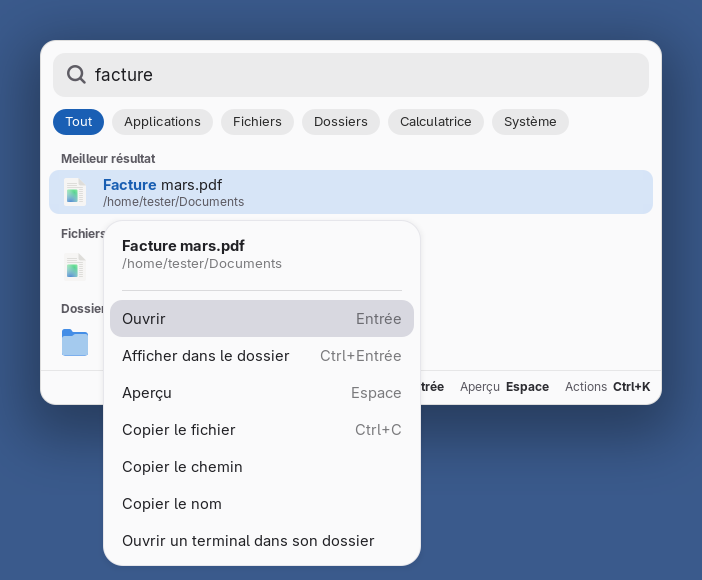 facture
Tout Applications Fichiers Dossiers Calculatrice Système
Meilleur résultat
Facture mars.pdf
/home/tester/Documents
Fichiers
Facture mars.pdf
/home/tester/Documents
Ouvrir Entrée
Afficher dans le dossier Ctrl+Entrée
Aperçu Espace
Copier le fichier Ctrl+C
Copier le chemin
Copier le nom
Ouvrir un terminal dans son dossier
Aperçu Espace Actions Ctrl+K